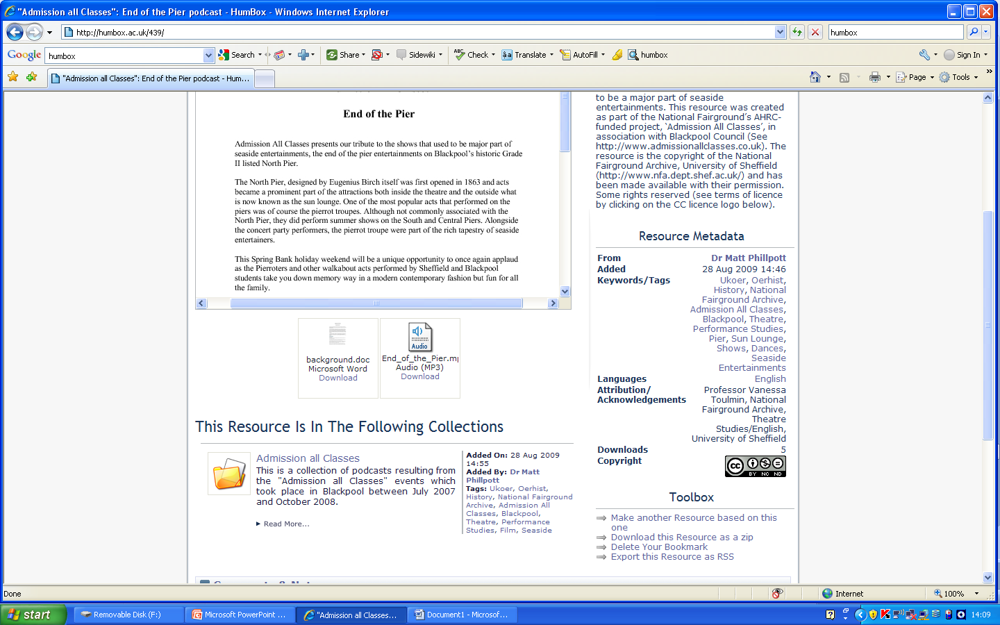 "Admission all Classes": End of the Pier podcast - HumBox - Windows Internet Explorer
http://humbox.ac.uk/439/
humbox
Google
humbox
Search
Share
Sidewiki
Check
Translate
AutoFill
humbox
Sign In
"Admission all Classes": End of the Pier podcast - Hum...
Page
Tools
End of the Pier
Admission All Classes presents our tribute to the shows that used to be major part of
seaside entertainments, the end of the pier entertainments on Blackpool's historic Grade
II listed North Pier.
The North Pier, designed by Eugenius Birch itself was first opened in 1863 and acts
became a prominent part of the attractions both inside the theatre and the outside what
is now known as the sun lounge. One of the most popular acts that performed on the
piers was of course the pierrot troupes. Although not commonly associated with the
North Pier, they did perform summer shows on the South and Central Piers. Alongside
the concert party performers, the pierrot troupe were part of the rich tapestry of seaside
entertainers.
This Spring Bank holiday weekend will be a unique opportunity to once again applaud
as the Pierroters and other walkabout acts performed by Sheffield and Blackpool
students take you down memory way in a modern contemporary fashion but fun for all
the family.
background.doc
Microsoft Word
Download
Audio
End_of_the_Pier.mp
Audio (MP3)
Download
This Resource Is In The Following Collections
Admission all Classes
This is a collection of podcasts resulting from
the "Admission all Classes" events which
took place in Blackpool between July 2007
and October 2008.
Read More...
Added On: 28 Aug 2009
14:55
Added By: Dr Matt
Phillpott
Tags: Ukoer, Oerhist,
History, National Fairground
Archive, Admission All
Classes, Blackpool,
Theatre, Performance
Studies, Film, Seaside
to be a major part of seaside
entertainments. This resource was created
as part of the National Fairground's AHRC-
funded project, 'Admission All Classes', in
association with Blackpool Council (See
http://www.admissionallclasses.co.uk). The
resource is the copyright of the National
Fairground Archive, University of Sheffield
(http://www.nfa.dept.shef.ac.uk/) and has
been made available with their permission.
Some rights reserved (see terms of licence
by clicking on the CC licence logo below).
Resource Metadata
From Dr Matt Phillpott
Added 28 Aug 2009 14:46
Keywords/Tags Ukoer, Oerhist,
History, National
Fairground Archive,
Admission All Classes,
Blackpool, Theatre,
Performance Studies,
Pier, Sun Lounge,
Shows, Dances,
Seaside
Entertainments
Languages English
Attribution/ Professor Vanessa
Acknowledgements Toulmin, National
Fairground Archive,
Theatre
Studies/English,
University of Sheffield
Downloads 5
Copyright
cc BY NC ND
Toolbox
Make another Resource based on this
one
Download this Resource as a zip
Delete Your Bookmark
Export this Resource as RSS
Done
Internet
100%
start
Removable Disk (F:)
Microsoft PowerPoint ...
"Admission all Classes...
Document1 - Microsof...
14:09